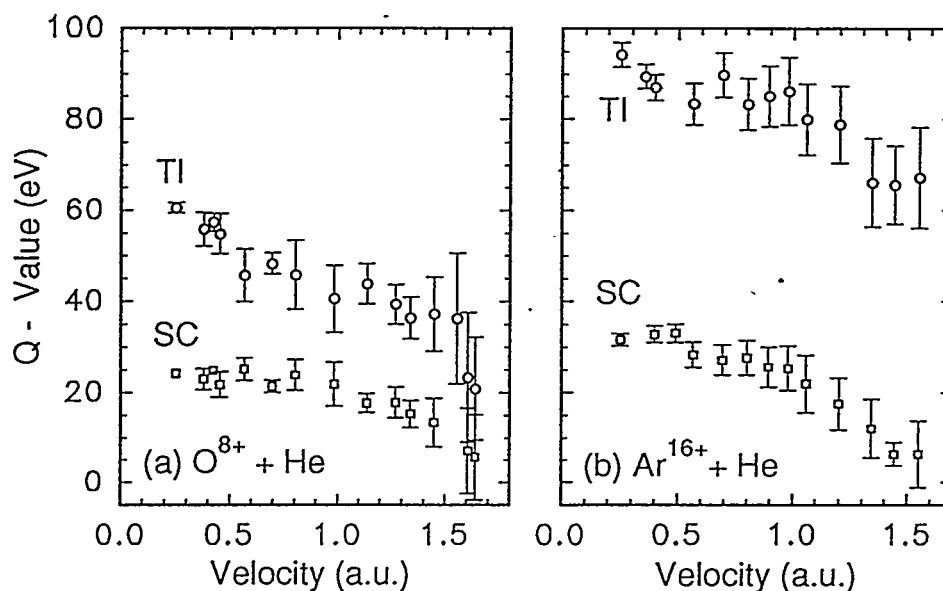 100
80
60
40
20
0
Q - Value (eV)
TI
SC
(a) O⁸⁺ + He
0.0 0.5 1.0 1.5
Velocity (a.u.)
TI
SC
(b) Ar¹⁶⁺ + He
0.0 0.5 1.0 1.5
Velocity (a.u.)